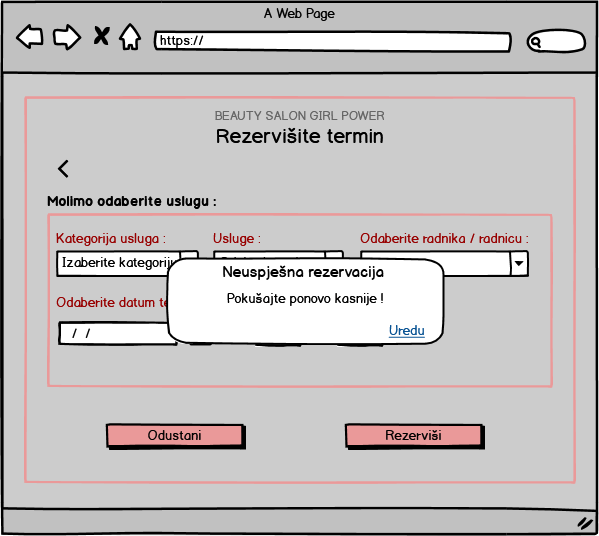 A Web Page
https://
BEAUTY SALON GIRL POWER
Rezervišite termin
Molimo odaberite uslugu :
Kategorija usluga :
Usluge :
Odaberite radnika / radnicu :
Izaberite kategoriju
Odaberite datum
Neuspješna rezervacija
Pokušajte ponovo kasnije !
Uredu
/ /
Odustani
Rezerviši